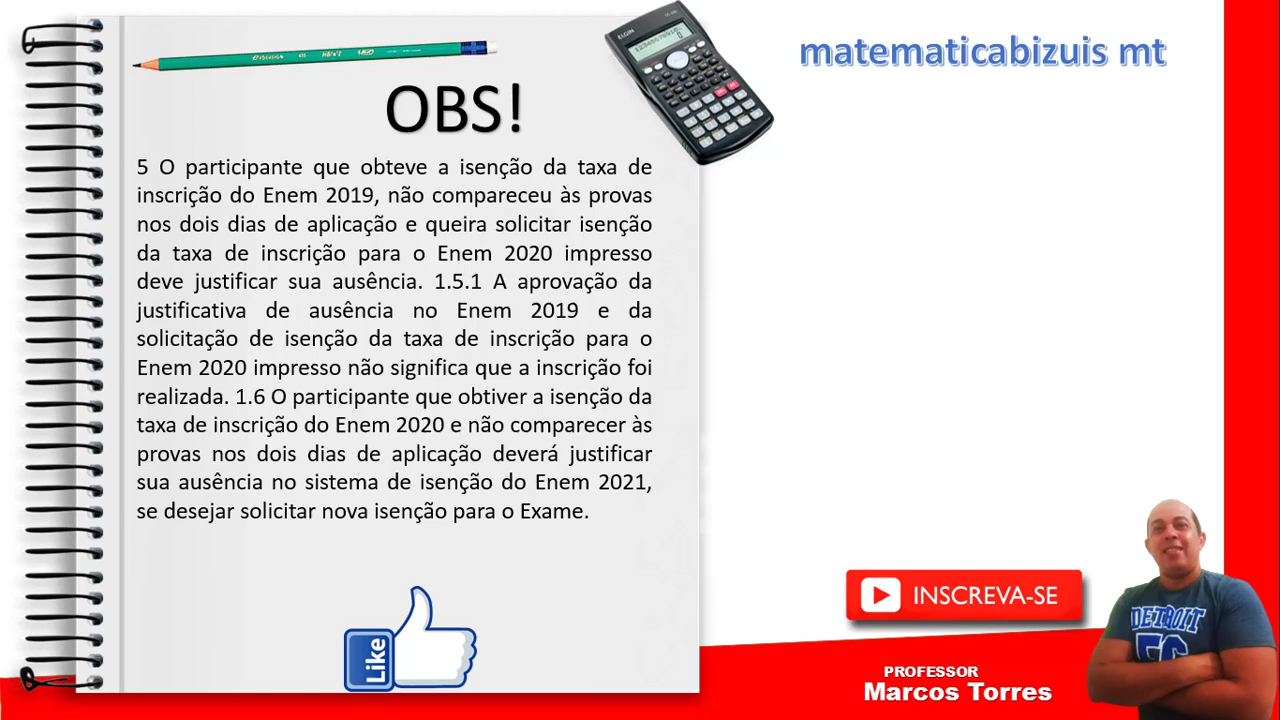 matematicabizuis mt
OBS!
5 O participante que obteve a isenção da taxa de
inscrição do Enem 2019, não compareceu às provas
nos dois dias de aplicação e queira solicitar isenção
da taxa de inscrição para o Enem 2020 impresso
deve justificar sua ausência. 1.5.1 A aprovação da
justificativa de ausência no Enem 2019 e da
solicitação de isenção da taxa de inscrição para o
Enem 2020 impresso não significa que a inscrição foi
realizada. 1.6 O participante que obtiver a isenção da
taxa de inscrição do Enem 2020 e não comparecer às
provas nos dois dias de aplicação deverá justificar
sua ausência no sistema de isenção do Enem 2021,
se desejar solicitar nova isenção para o Exame.
Like
INSCREVA-SE
PROFESSOR
Marcos Torres
DETROIT
ELGIN